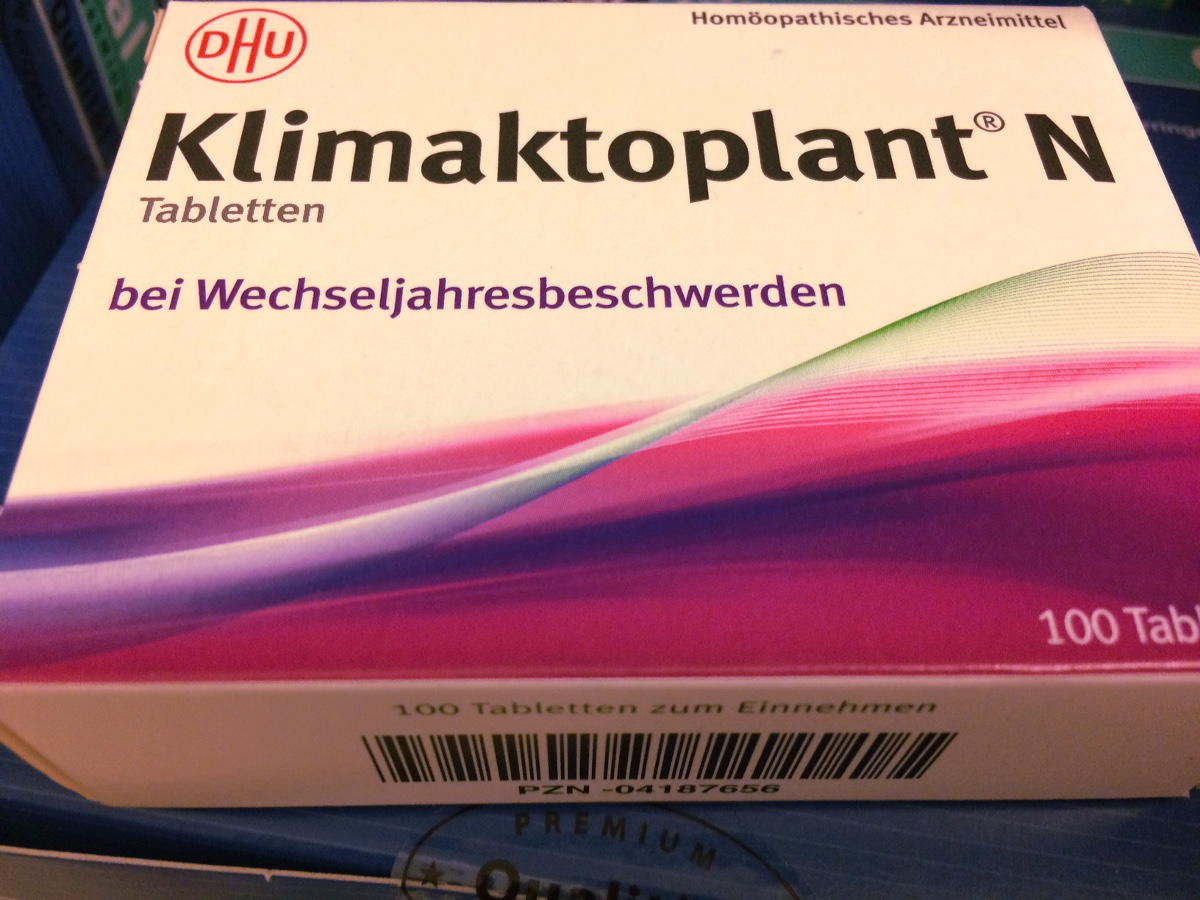 Homöopathisches Arzneimittel
DHU
Klimaktoplant® N
Tabletten
bei Wechseljahresbeschwerden
100 Tabl
100 Tabletten zum Einnehmen
PZN -04187656
PREMIUM